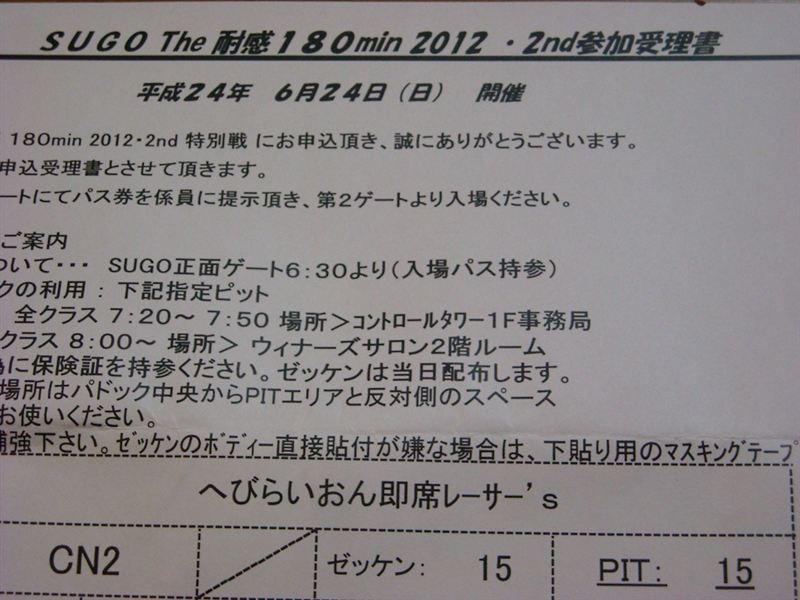 SUGO The 耐感180min 2012 ・2nd参加受理書
平成24年 6月24日(日) 開催
180min 2012・2nd 特別戦 にお申込頂き、誠にありがとうございます。
申込受理書とさせて頂きます。
ートにてパス券を係員に提示頂き、第2ゲートより入場ください。
ご案内
ついて・・・ SUGO正面ゲート6:30より(入場パス持参)
クの利用 : 下記指定ピット
全クラス 7:20~ 7:50 場所>コントロールタワー1F事務局
クラス 8:00~ 場所> ウィナーズサロン2階ルーム
に保険証を持参ください。ゼッケンは当日配布します。
場所はパドック中央からPITエリアと反対側のスペース
お使いください。
補強下さい。ゼッケンのボディー直接貼付が嫌な場合は、下貼り用のマスキングテープ
へびらいおん即席レーサー's
CN2 ゼッケン: 15 PIT: 15